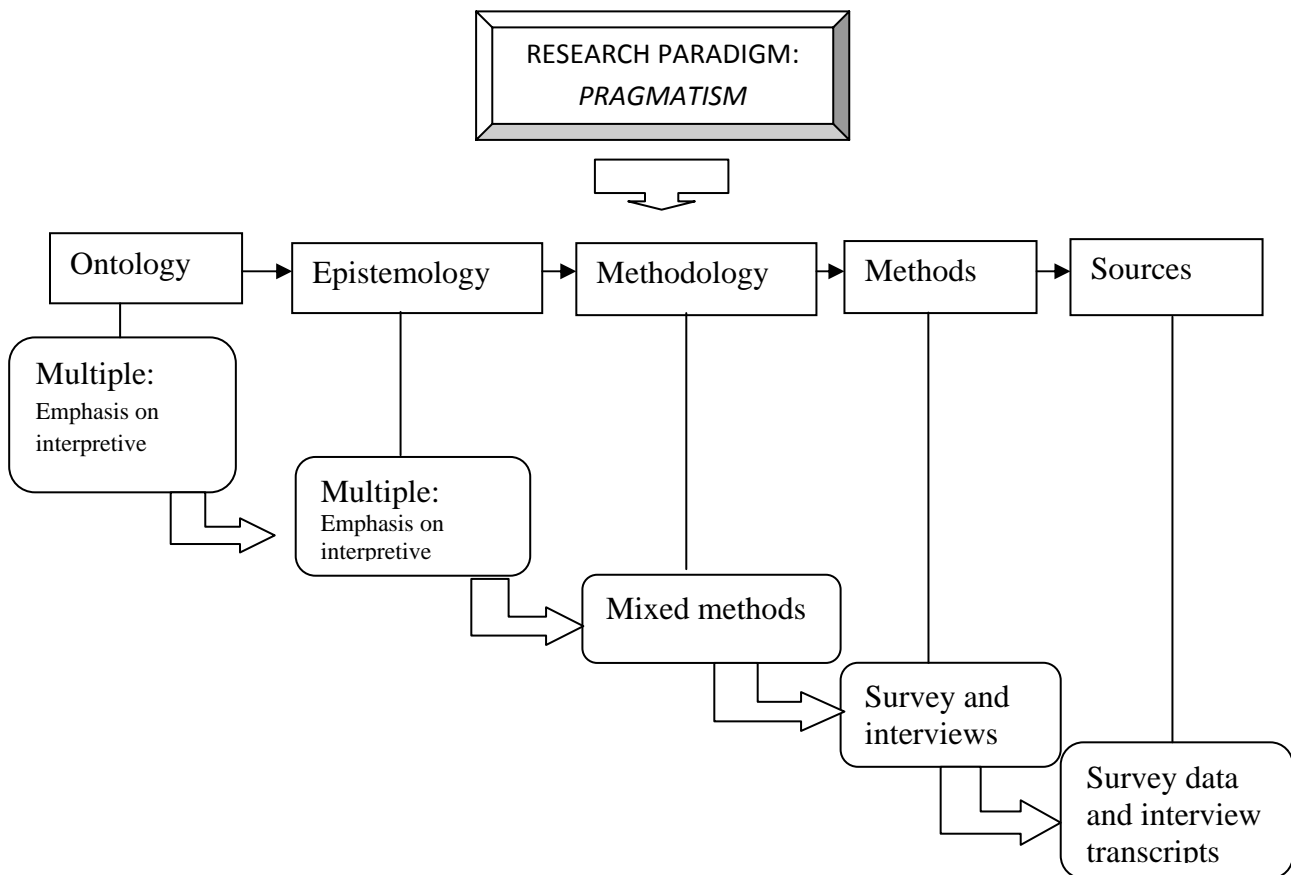 RESEARCH PARADIGM:
PRAGMATISM
Ontology
Epistemology
Methodology
Methods
Sources
Multiple:
Emphasis on
interpretive
Multiple:
Emphasis on
interpretive
Mixed methods
Survey and
interviews
Survey data
and interview
transcripts